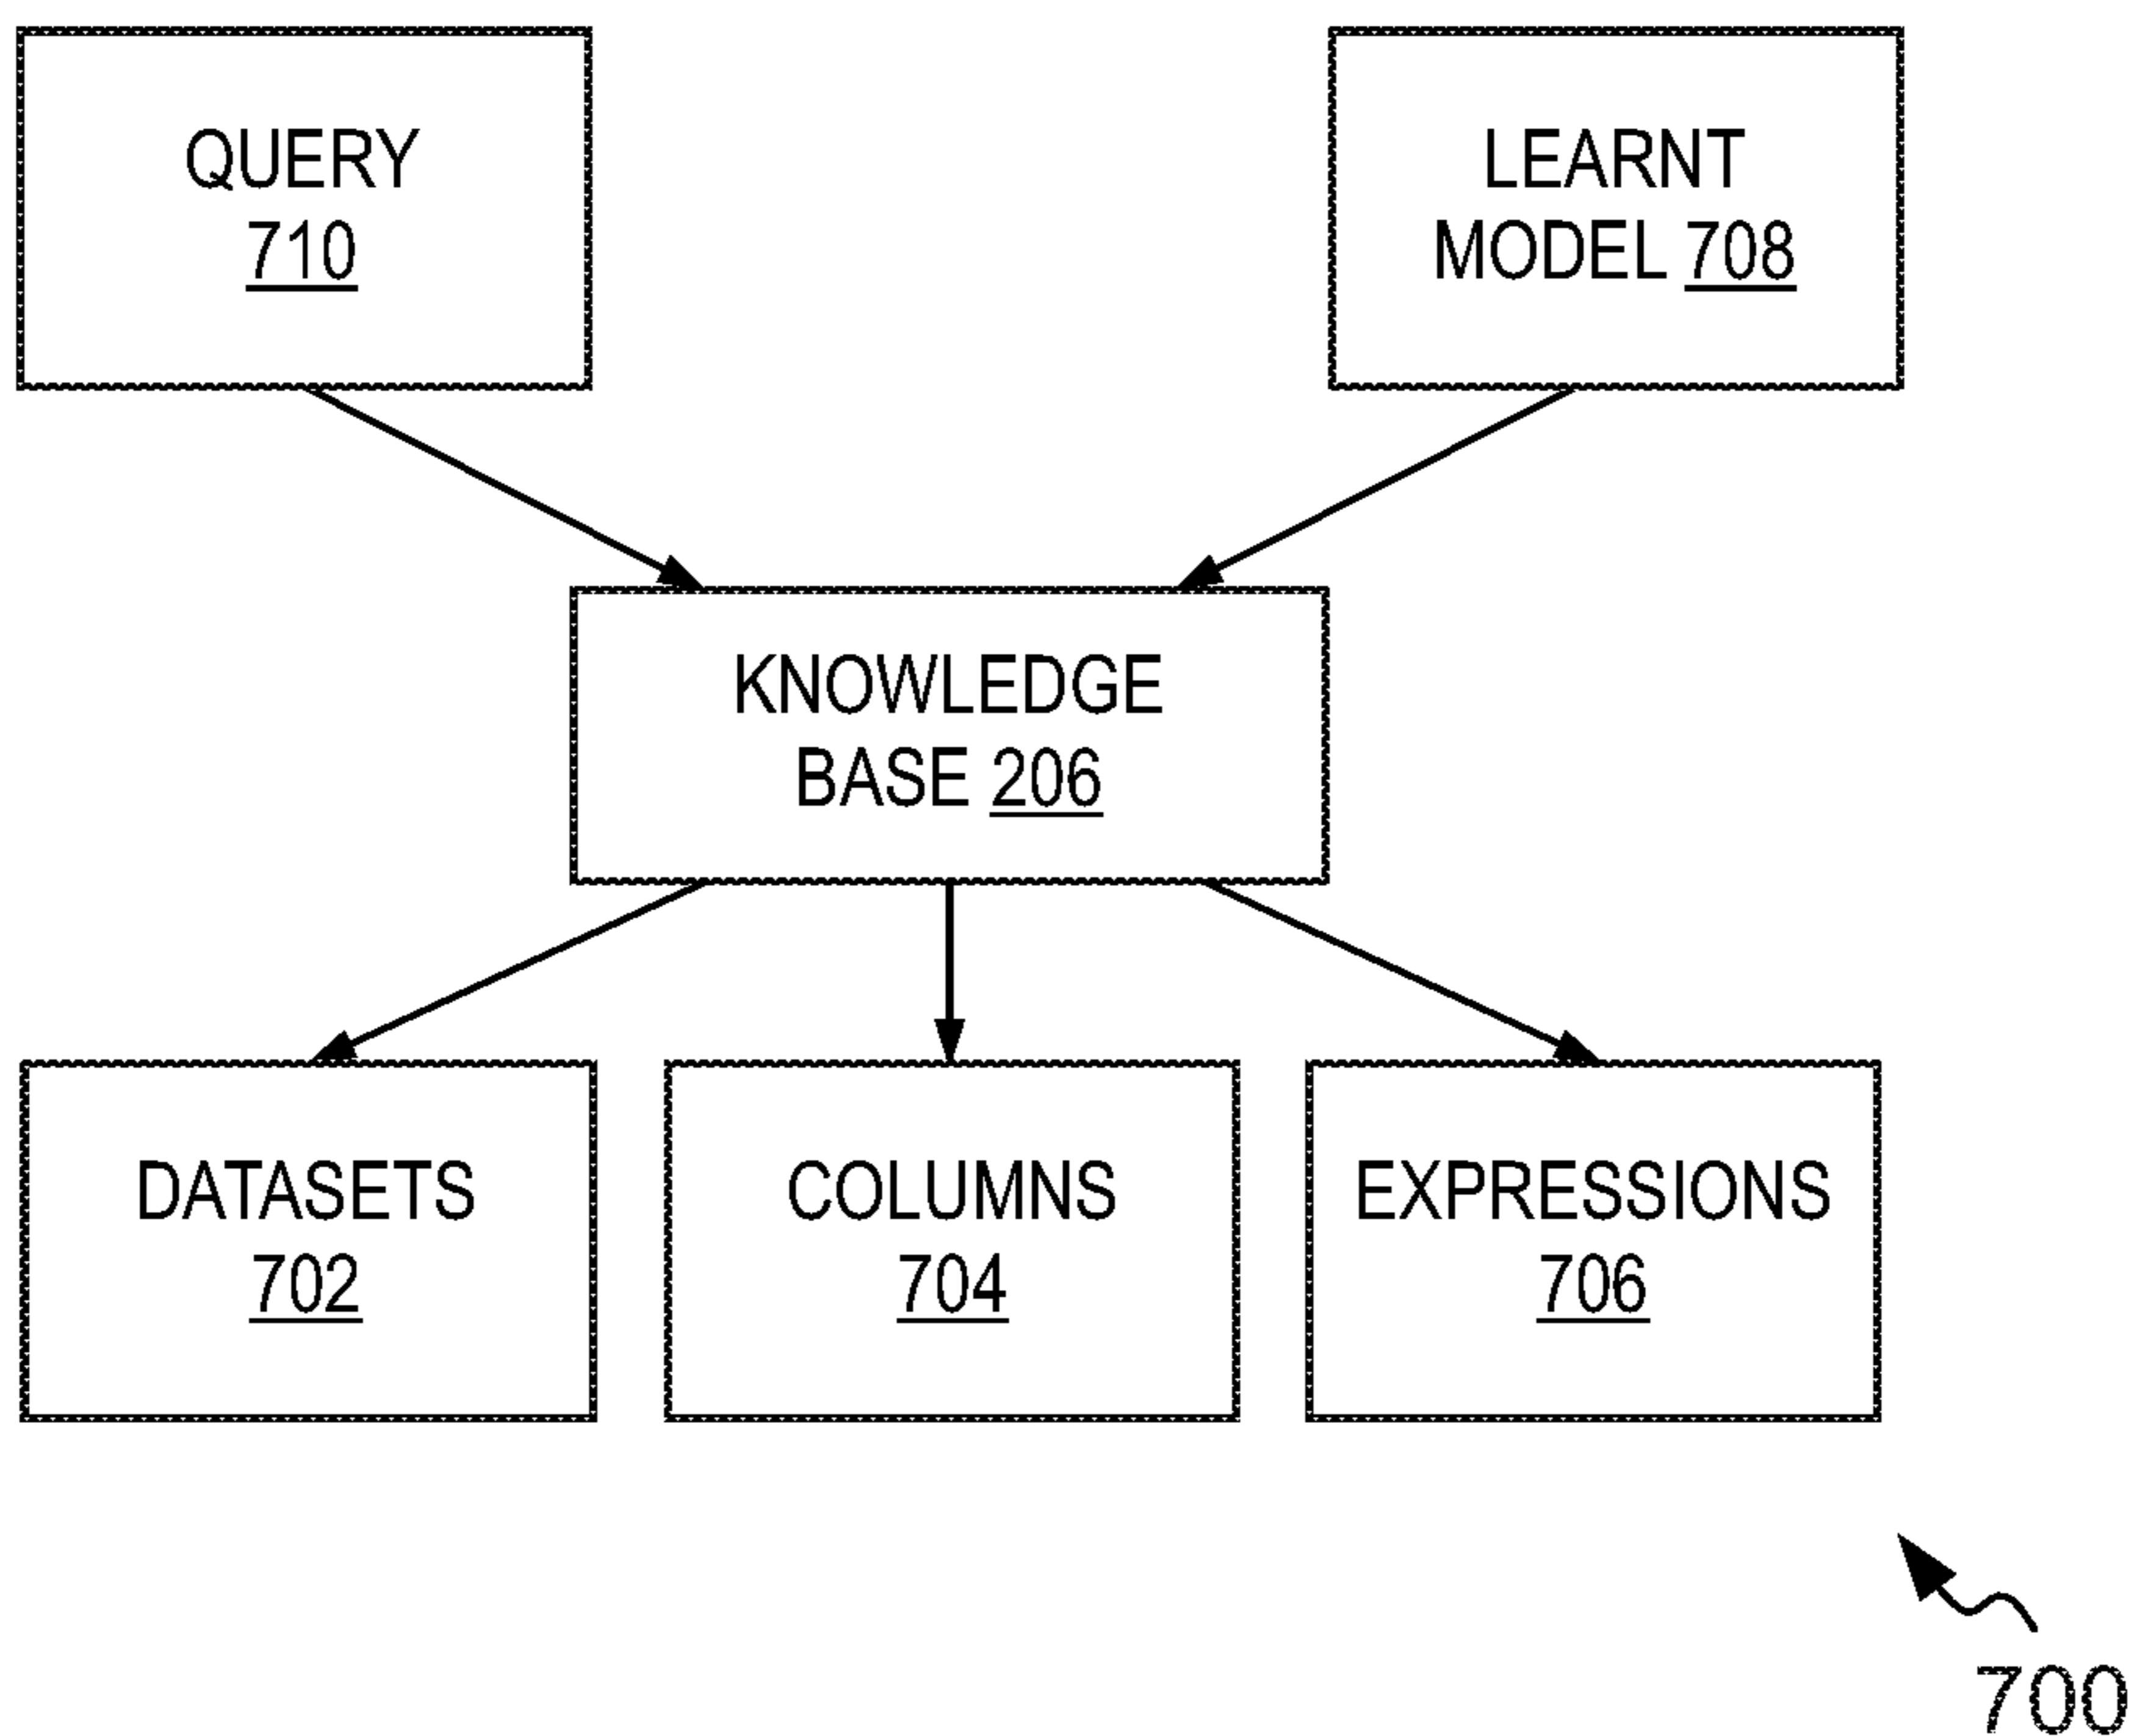 QUERY
710
LEARNT
MODEL 708
KNOWLEDGE
BASE 206
DATASETS
702
COLUMNS
704
EXPRESSIONS
706
700